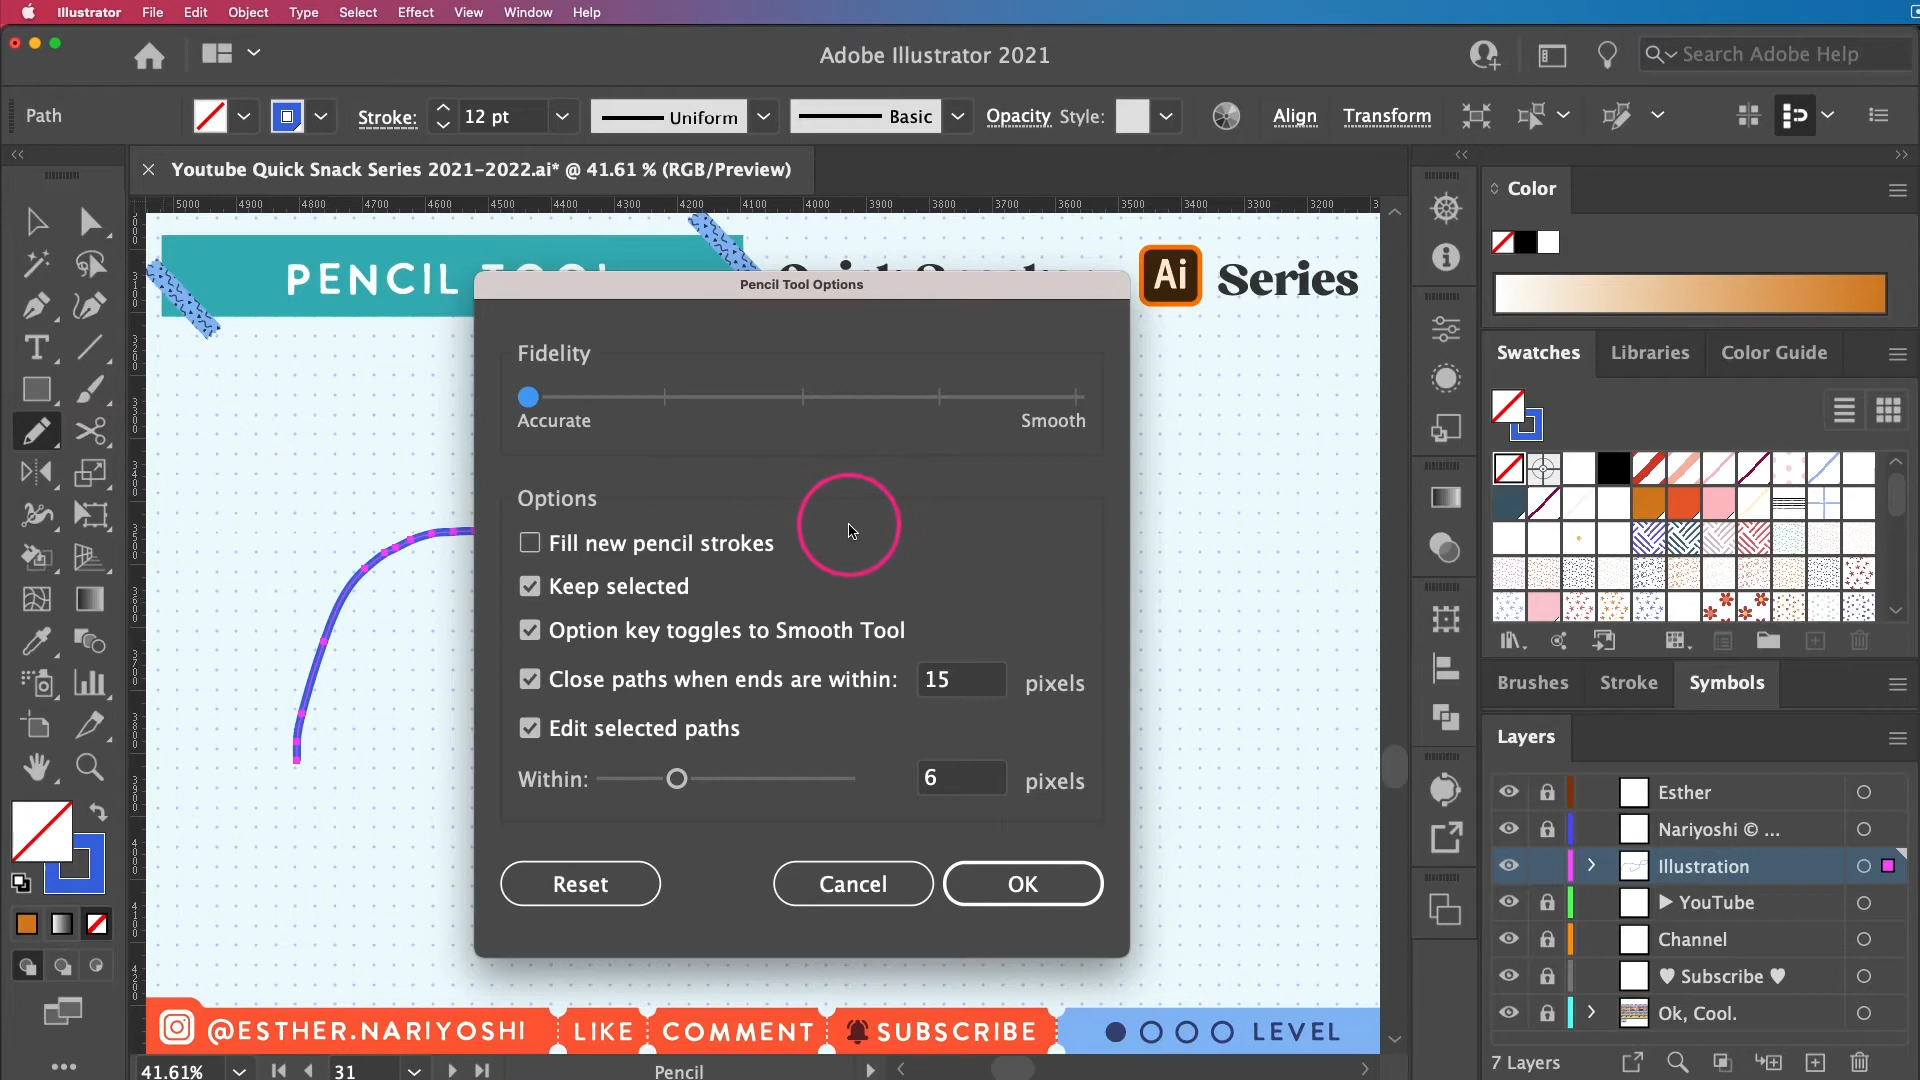 Illustrator File Edit Object Type Select Effect View Window Help
Adobe Illustrator 2021
Search Adobe Help
Path
Stroke: 12 pt Uniform Basic Opacity Style: Align Transform
Youtube Quick Snack Series 2021-2022.ai* @ 41.61 % (RGB/Preview)
5000 4900 4800 4700 4600 4500 4400 4300 4200 4100 4000 3900 3800 3700 3600 3500 3400 3300 3200
PENCIL
Ai Series
Pencil Tool Options
Fidelity
Accurate Smooth
Options
Fill new pencil strokes
Keep selected
Option key toggles to Smooth Tool
Close paths when ends are within: 15 pixels
Edit selected paths
Within: 6 pixels
Reset Cancel OK
Color
Swatches Libraries Color Guide
Brushes Stroke Symbols
Layers
Esther
Nariyoshi © ...
Illustration
▶ YouTube
Channel
♥ Subscribe ♥
Ok, Cool.
7 Layers
@ESTHER.NARIYOSHI LIKE COMMENT SUBSCRIBE LEVEL
41.61% 31 Pencil